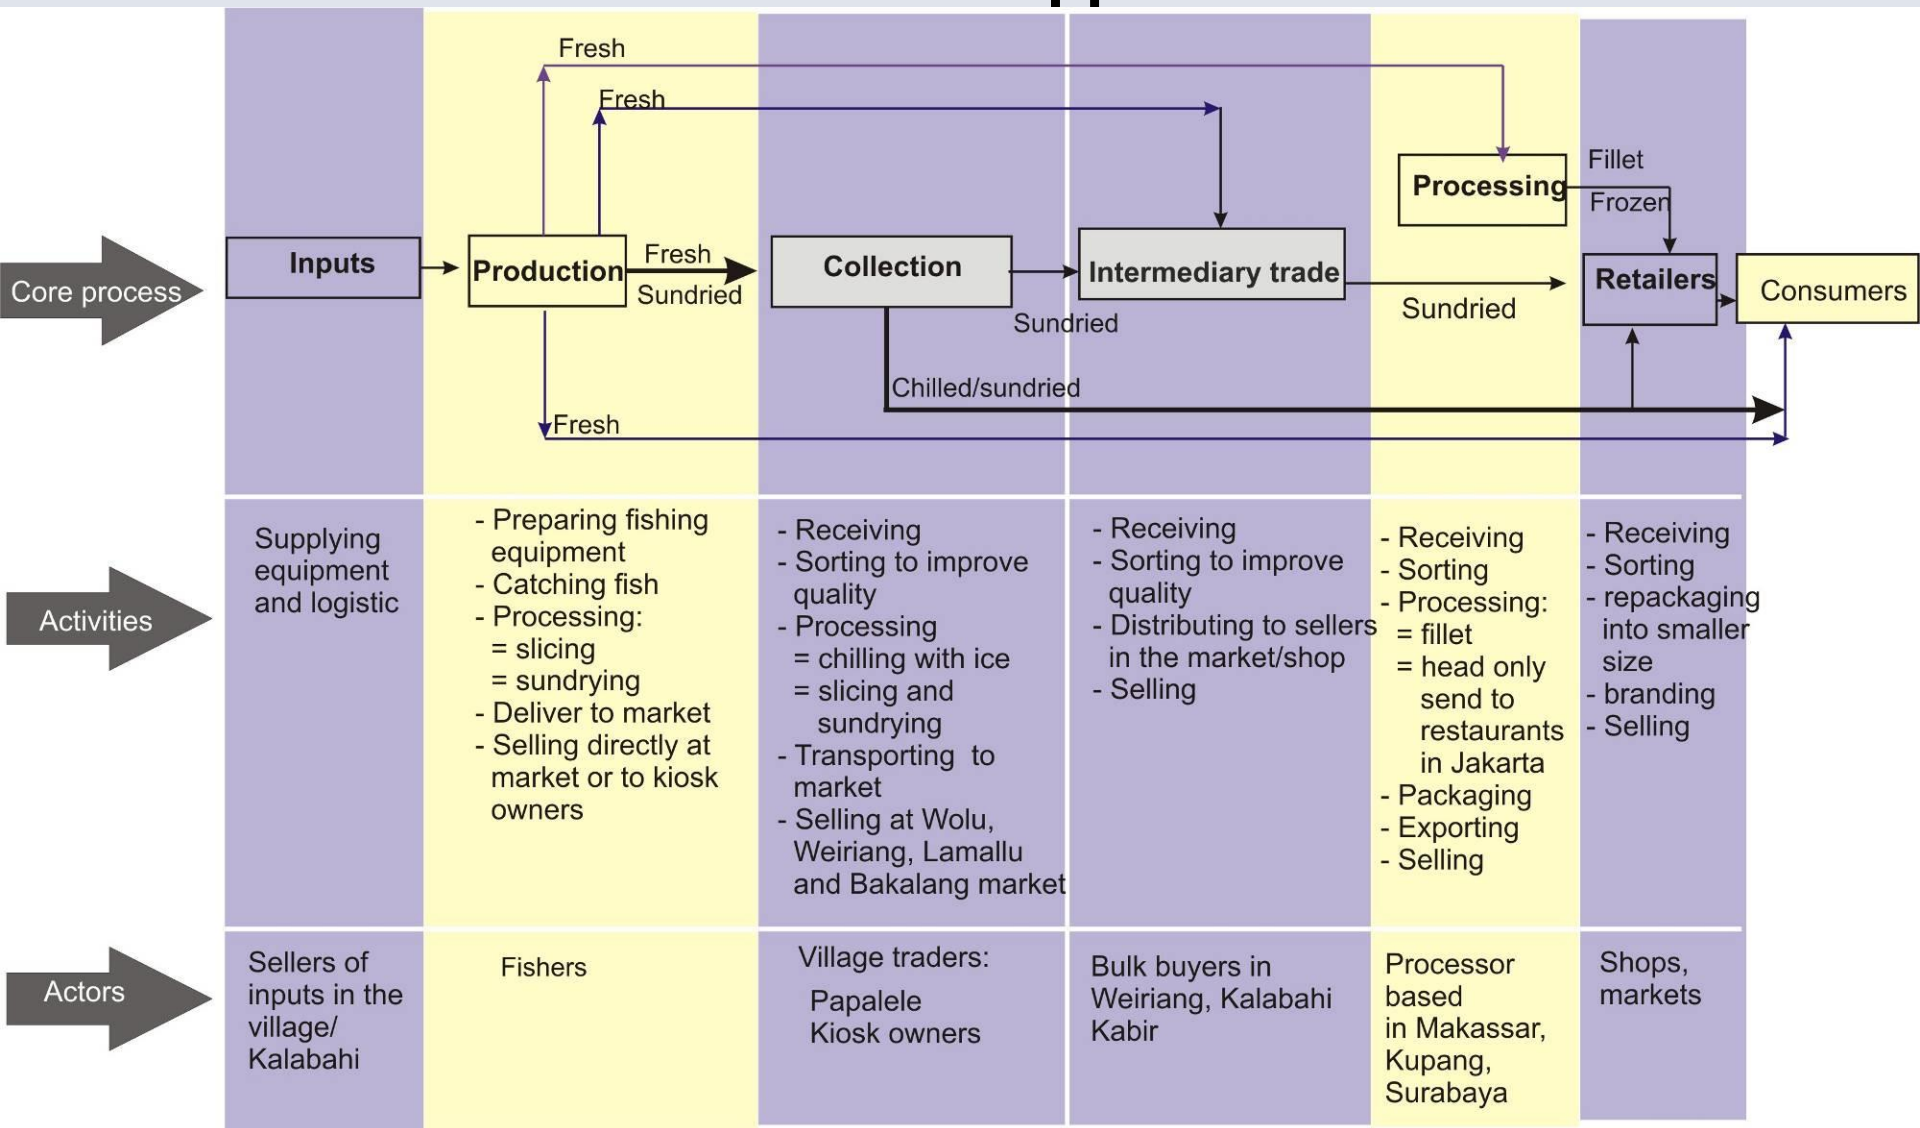 Fresh
Fresh
Fillet
Processing
Frozen
Core process
Inputs
Production
Fresh
Sundried
Collection
Sundried
Intermediary trade
Sundried
Retailers
Consumers
Chilled/sundried
Fresh
Activities
Supplying
equipment
and logistic
- Preparing fishing
equipment
- Catching fish
- Processing:
= slicing
= sundrying
- Deliver to market
- Selling directly at
market or to kiosk
owners
- Receiving
- Sorting to improve
quality
- Processing
= chilling with ice
= slicing and
sundrying
- Transporting to
market
- Selling at Wolu,
Weiriang, Lamallu
and Bakalang market
- Receiving
- Sorting to improve
quality
- Distributing to sellers
in the market/shop
- Selling
- Receiving
- Sorting
- Processing:
= fillet
= head only
send to
restaurants
in Jakarta
- Packaging
- Exporting
- Selling
- Receiving
- Sorting
- repackaging
into smaller
size
- branding
- Selling
Actors
Sellers of
inputs in the
village/
Kalabahi
Fishers
Village traders:
Papalele
Kiosk owners
Bulk buyers in
Weiriang, Kalabahi
Kabir
Processor
based
in Makassar,
Kupang,
Surabaya
Shops,
markets